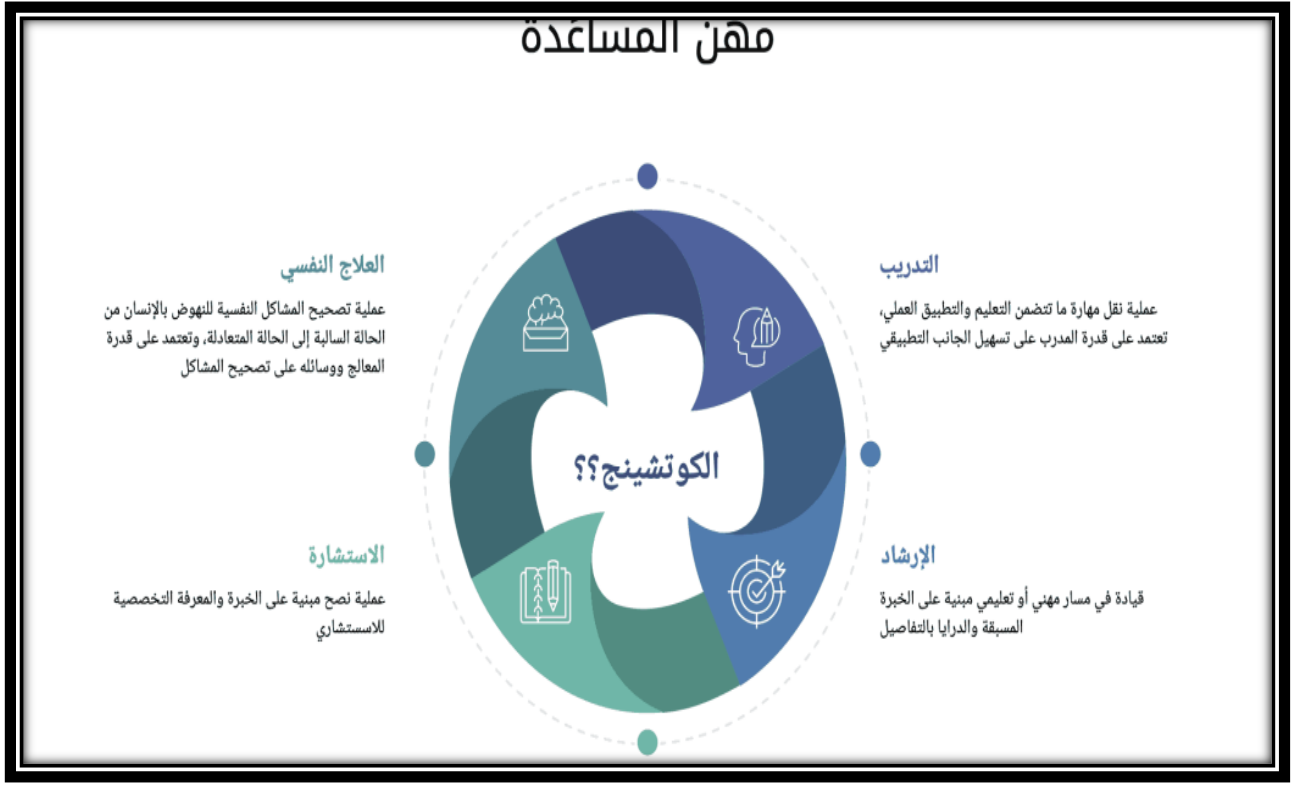 مهن المساعدة
التدريب
عملية نقل مهارة ما تتضمن التعليم والتطبيق العملي،
تعتمد على قدرة المدرب على تسهيل الجانب التطبيقي
العلاج النفسي
عملية تصحيح المشاكل النفسية للنهوض بالإنسان من
الحالة السالبة إلى الحالة المتعادلة، وتعتمد على قدرة
المعالج ووسائله على تصحيح المشاكل
الكوتشينج؟؟
الإرشاد
قيادة في مسار مهني أو تعليمي مبنية على الخبرة
المسبقة والدرايا بالتفاصيل
الاستشارة
عملية نصح مبنية على الخبرة والمعرفة التخصصية
للاسستشاري